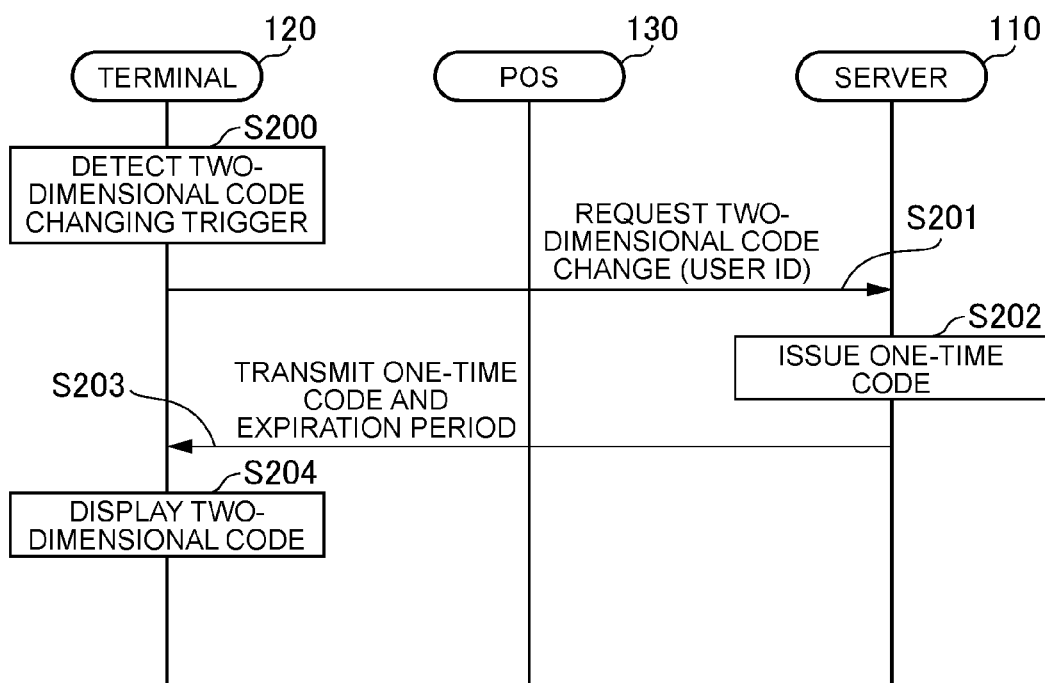 120
130
110
TERMINAL
POS
SERVER
S200
DETECT TWO-
DIMENSIONAL CODE
CHANGING TRIGGER
REQUEST TWO-
DIMENSIONAL CODE
CHANGE (USER ID)
S201
S202
ISSUE ONE-TIME
CODE
S203
TRANSMIT ONE-TIME
CODE AND
EXPIRATION PERIOD
S204
DISPLAY TWO-
DIMENSIONAL CODE